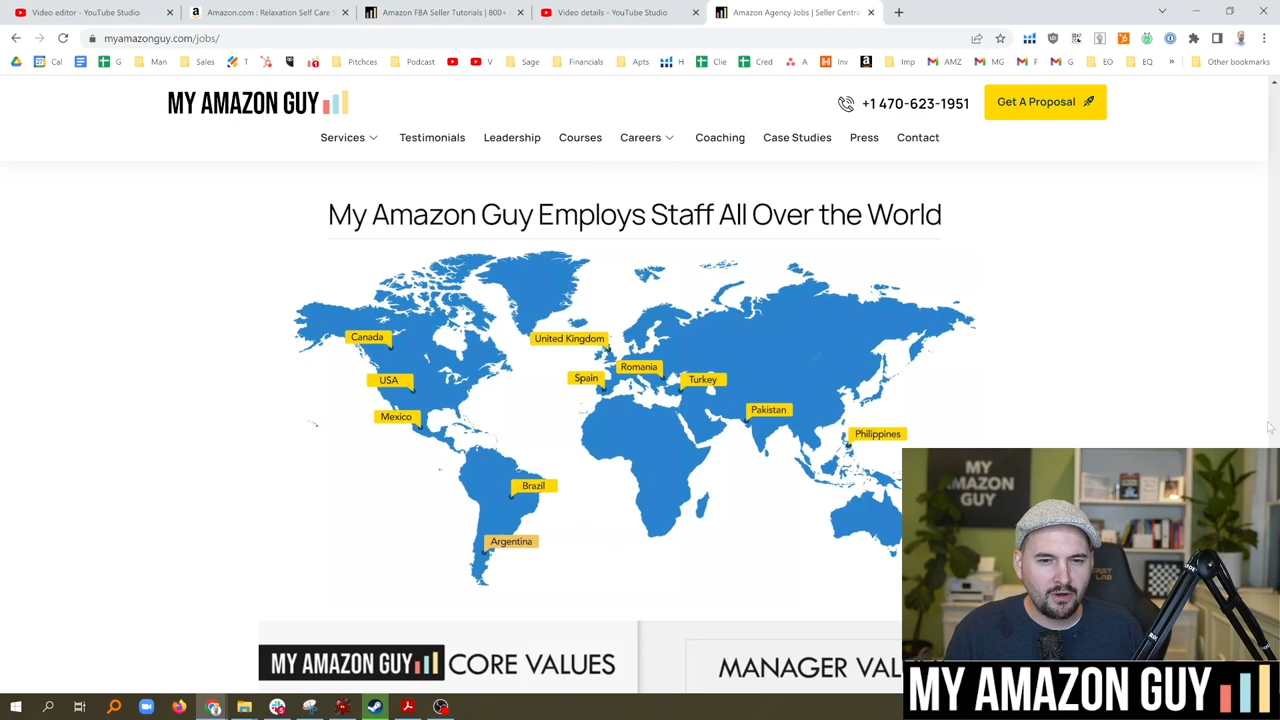 Video editor - YouTube Studio
Amazon.com : Relaxation Self Care S
Amazon FBA Seller Tutorials | 800+
Video details - YouTube Studio
Amazon Agency Jobs | Seller Centr
myamazonguy.com/jobs/
Cal
G
Man
Sales
T
Pitchces
Podcast
V
Sage
Financials
Apts
H
Clie
Cred
A
Inv
Imp
AMZ
MG
F
G
EO
EQ
»
Other bookmarks
MY AMAZON GUY
+1 470-623-1951
Get A Proposal
Services
Testimonials
Leadership
Courses
Careers
Coaching
Case Studies
Press
Contact
My Amazon Guy Employs Staff All Over the World
Canada
United Kingdom
Romania
USA
Spain
Turkey
Mexico
Pakistan
Philippines
Brazil
Argentina
MY AMAZON GUY CORE VALUES
MANAGER VAL
MY
AMAZON
GUY
MY AMAZON GUY